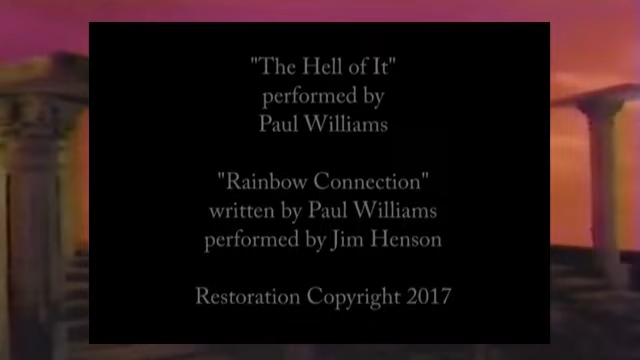 "The Hell of It"
performed by
Paul Williams
"Rainbow Connection"
written by Paul Williams
performed by Jim Henson
Restoration Copyright 2017